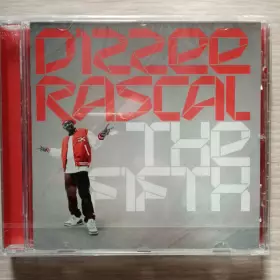 DIZZEE
RASCAL
THE
FIFTH